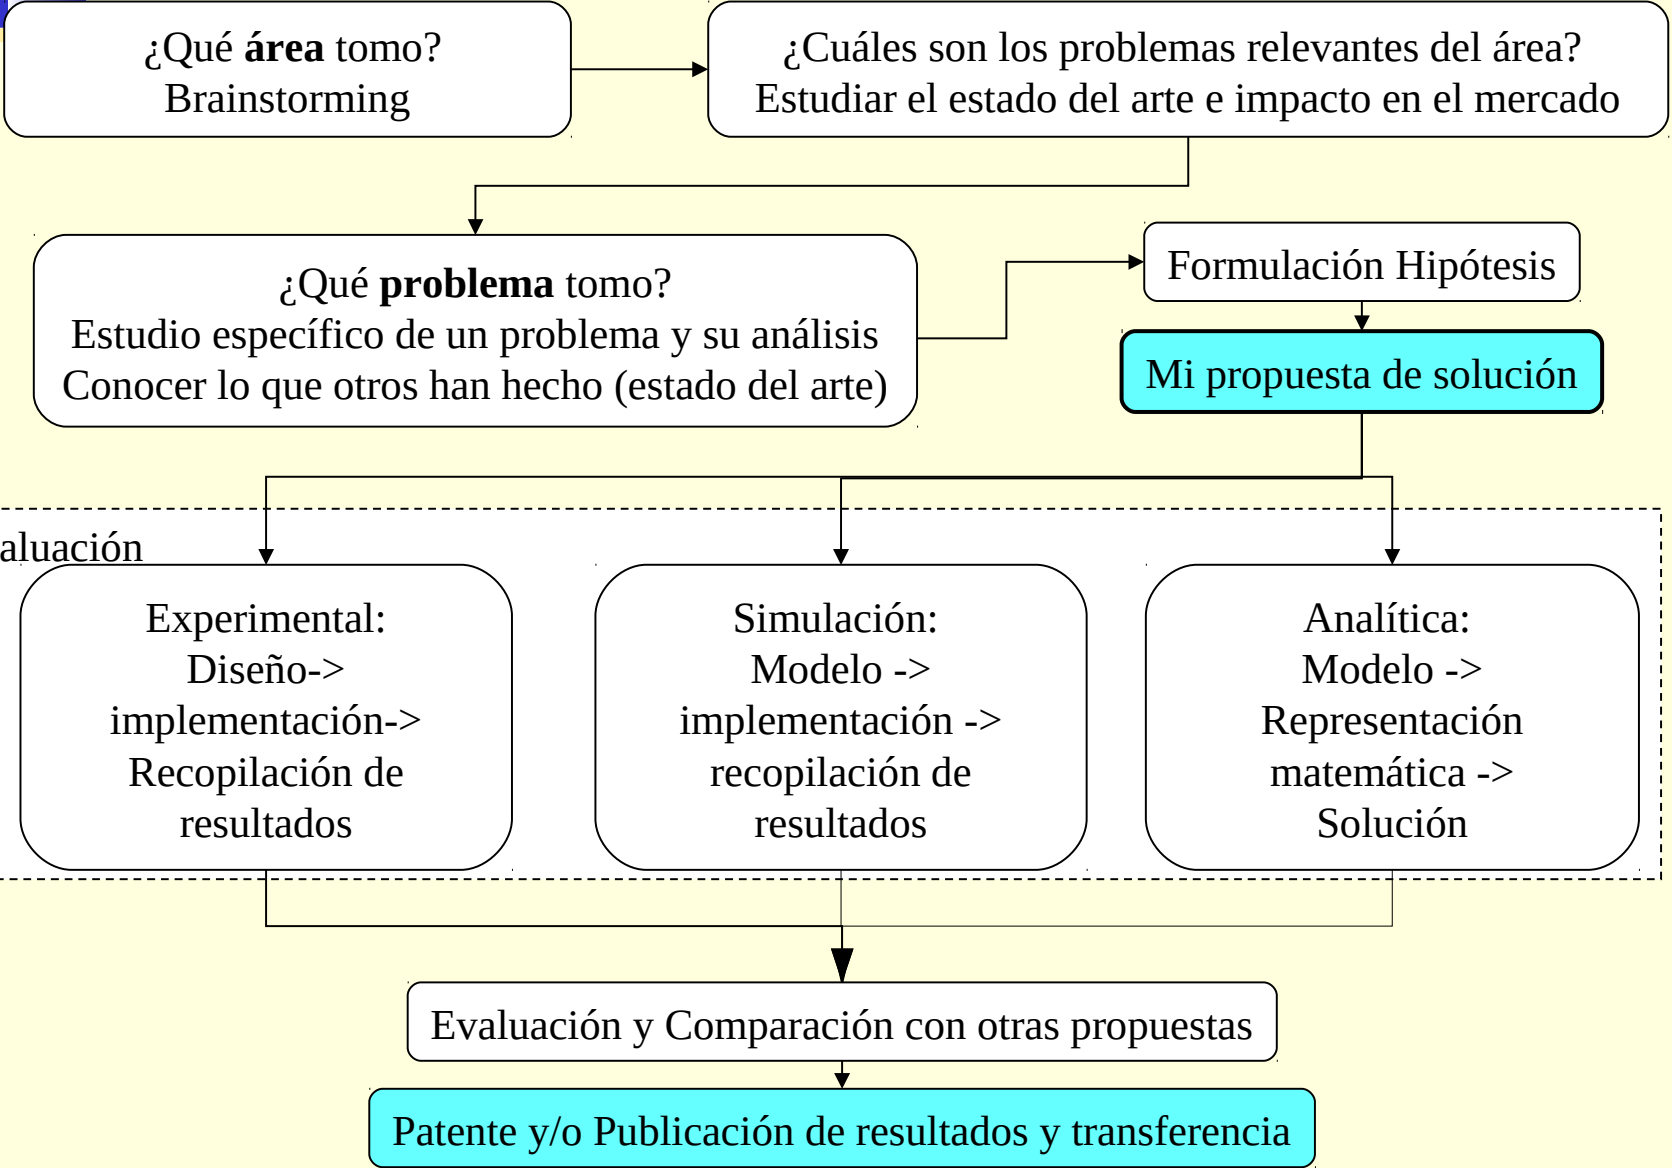 ¿Qué área tomo?
Brainstorming
¿Cuáles son los problemas relevantes del área?
Estudiar el estado del arte e impacto en el mercado
¿Qué problema tomo?
Estudio específico de un problema y su análisis
Conocer lo que otros han hecho (estado del arte)
Formulación Hipótesis
Mi propuesta de solución
aluación
Experimental:
Diseño->
implementación->
Recopilación de
resultados
Simulación:
Modelo ->
implementación ->
recopilación de
resultados
Analítica:
Modelo ->
Representación
matemática ->
Solución
Evaluación y Comparación con otras propuestas
Patente y/o Publicación de resultados y transferencia